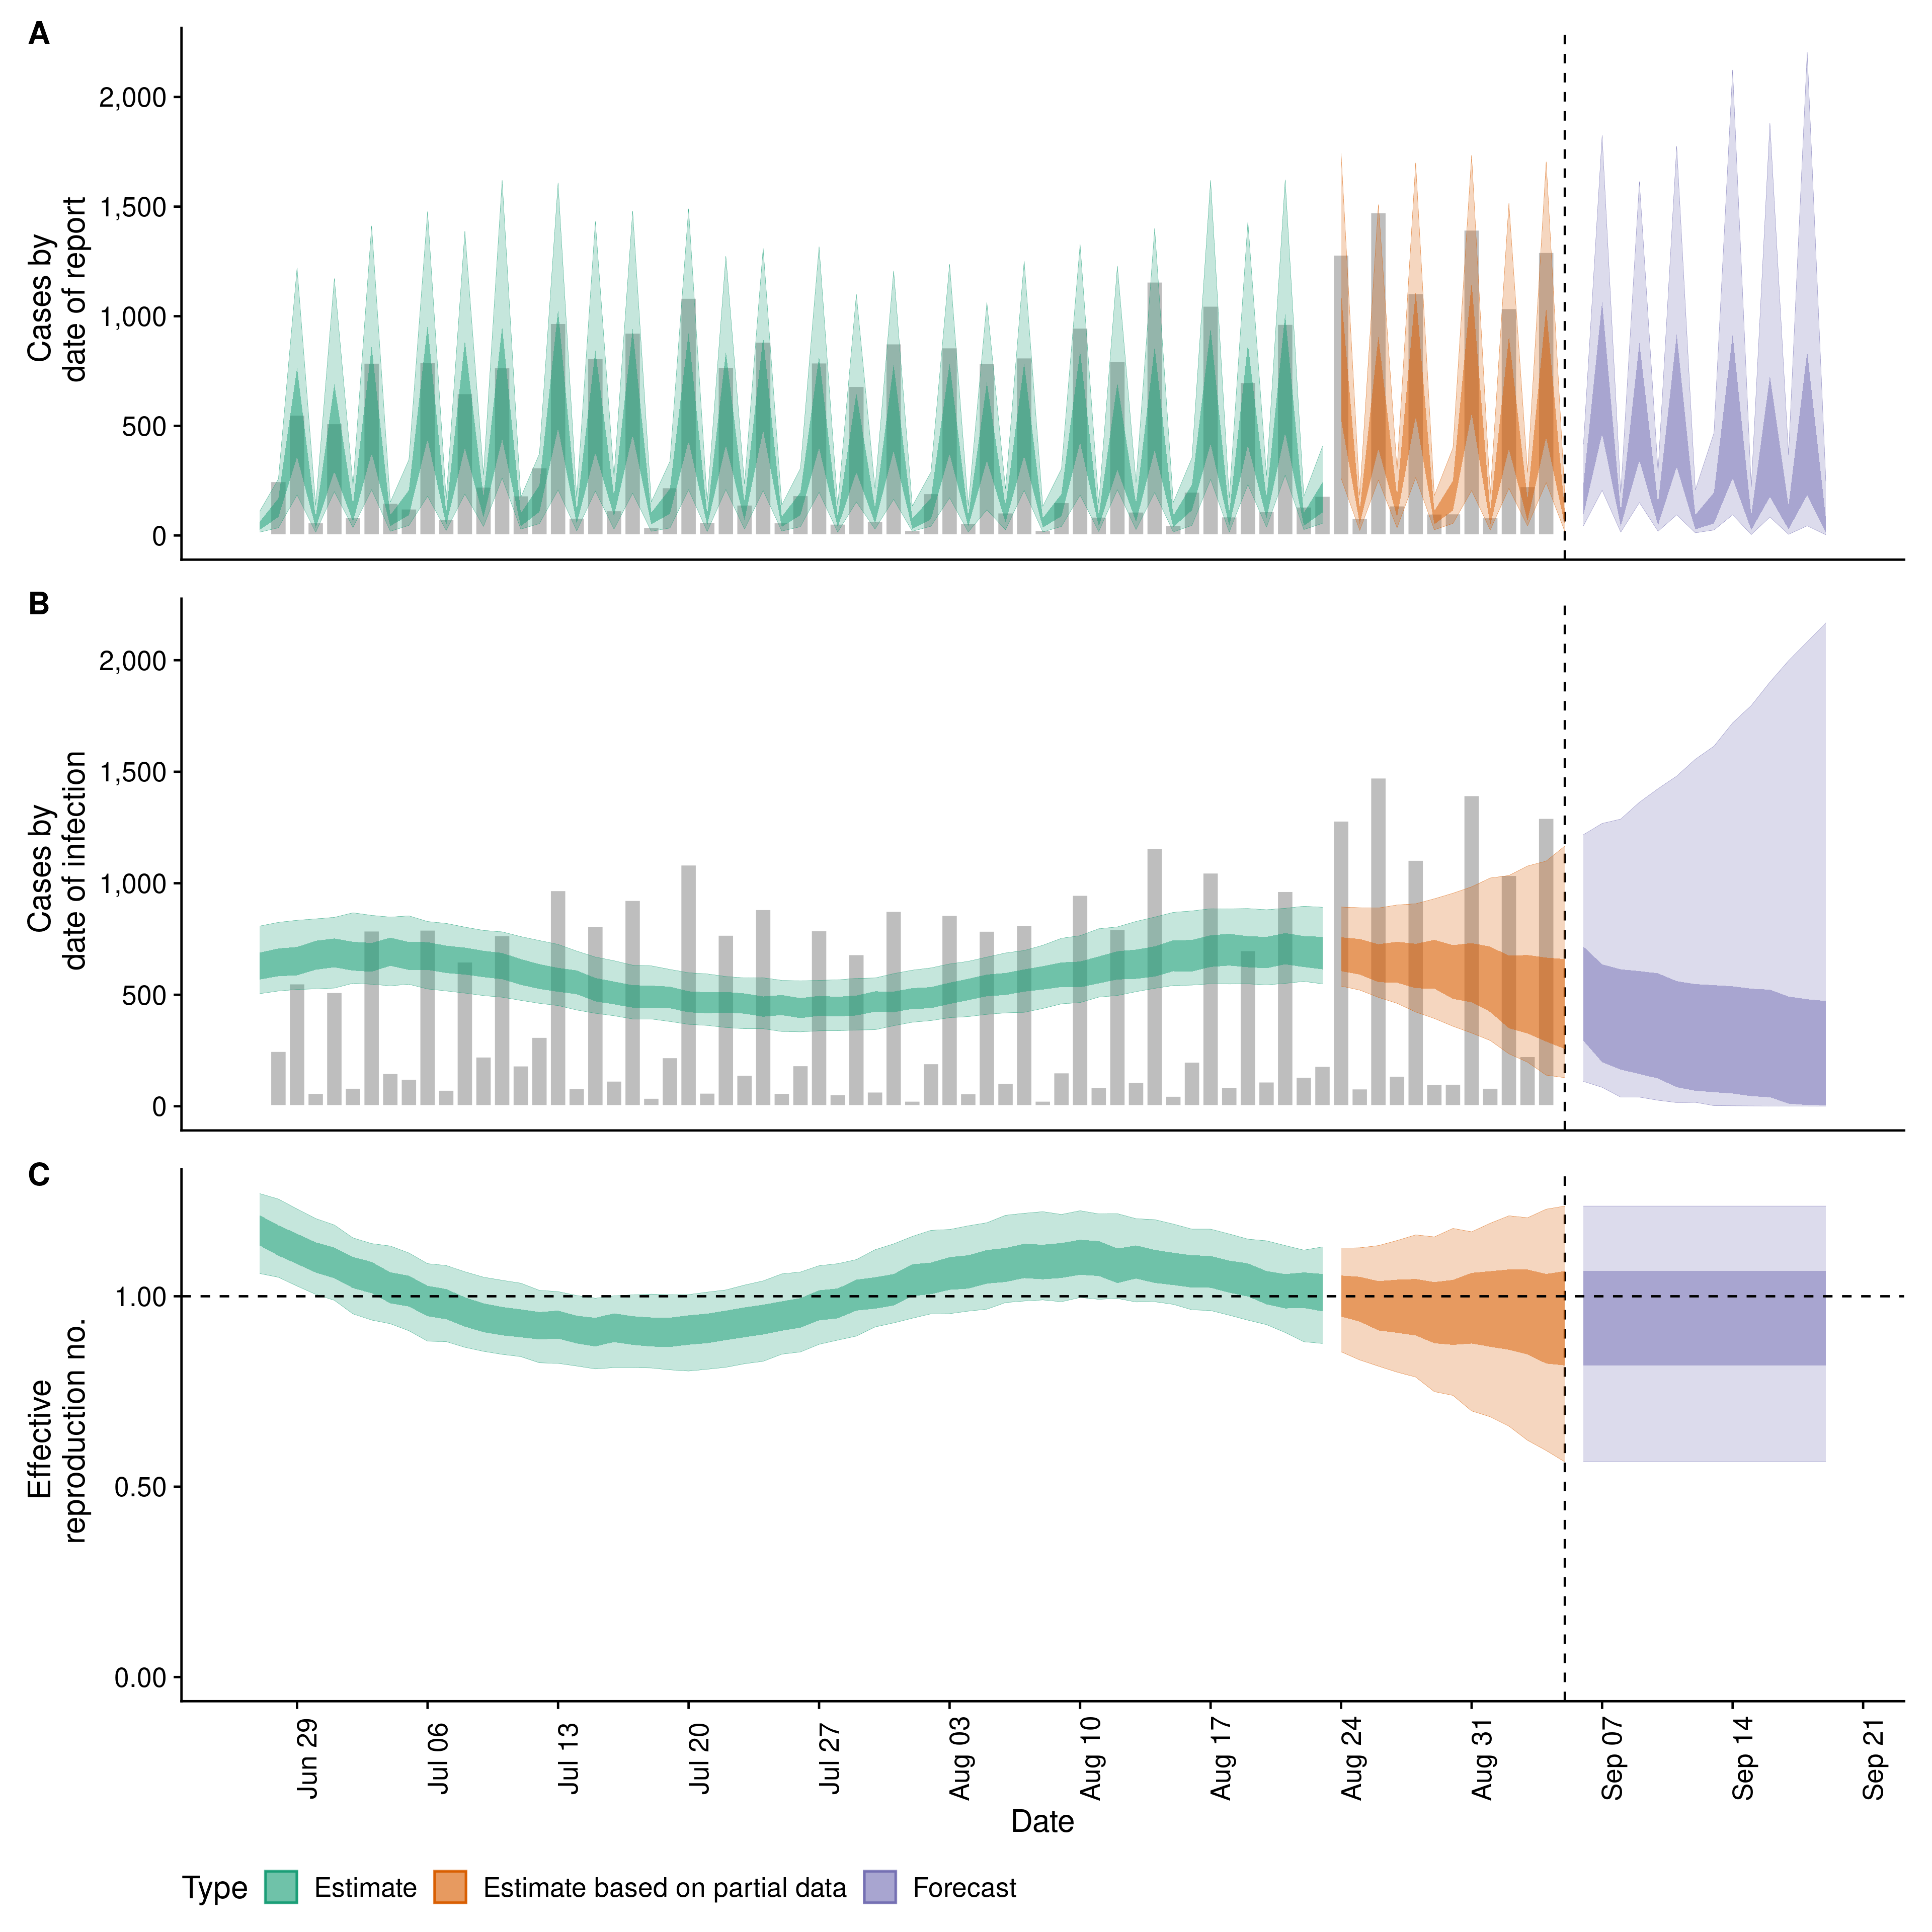 A
2,000
1,500
1,000
500
0
Cases by
date of report
B
2,000
1,500
1,000
500
0
Cases by
date of infection
C
1.00
0.50
0.00
Effective
reproduction no.
Jun 29
Jul 06
Jul 13
Jul 20
Jul 27
Aug 03
Aug 10
Aug 17
Aug 24
Aug 31
Sep 07
Sep 14
Sep 21
Date
Type Estimate Estimate based on partial data Forecast